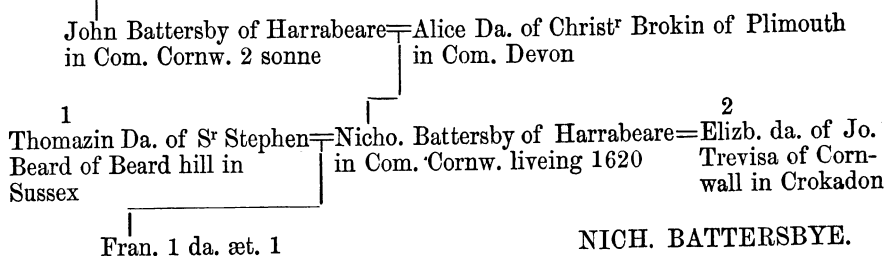 John Battersby of Harrabeare=Alice Da. of Christr Brokin of Plimouth
in Com. Cornw. 2 sonne in Com. Devon
1 2
Thomazin Da. of Sr Stephen=Nicho. Battersby of Harrabeare=Elizb. da. of Jo.
Beard of Beard hill in in Com. Cornw. liveing 1620 Trevisa of Corn-
Sussex wall in Crokadon
Fran. 1 da. æt. 1 NICH. BATTERSBYE.